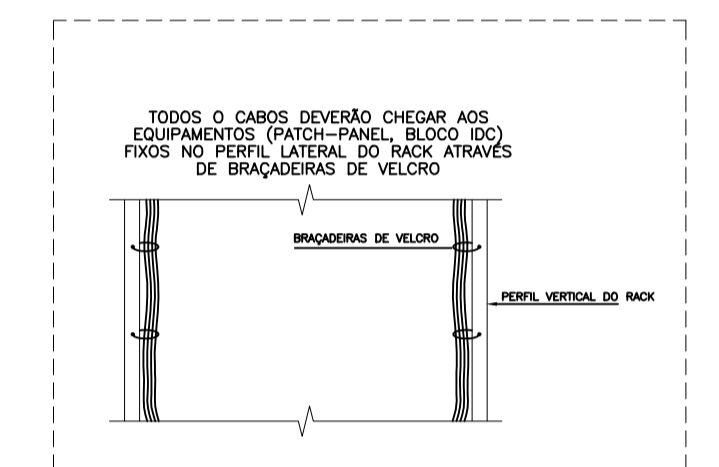 TODOS O CABOS DEVERÃO CHEGAR AOS
EQUIPAMENTOS (PATCH-PANEL, BLOCO IDC)
FIXOS NO PERFIL LATERAL DO RACK ATRAVÉS
DE BRAÇADEIRAS DE VELCRO
BRAÇADEIRAS DE VELCRO
PERFIL VERTICAL DO RACK